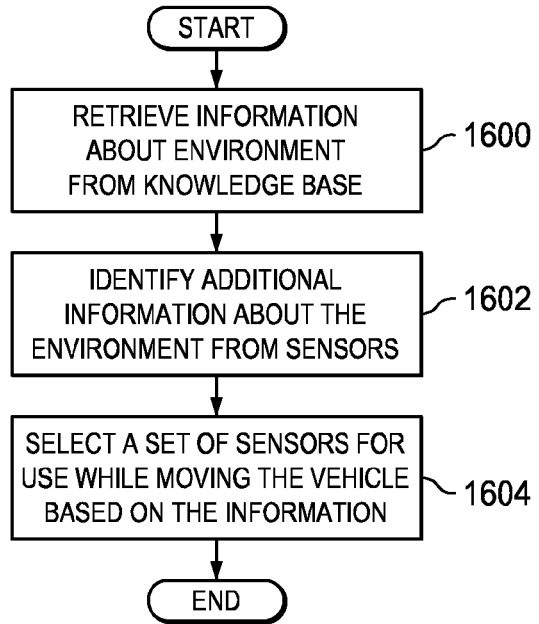 START
RETRIEVE INFORMATION
ABOUT ENVIRONMENT
FROM KNOWLEDGE BASE
1600
IDENTIFY ADDITIONAL
INFORMATION ABOUT THE
ENVIRONMENT FROM SENSORS
1602
SELECT A SET OF SENSORS FOR
USE WHILE MOVING THE VEHICLE
BASED ON THE INFORMATION
1604
END